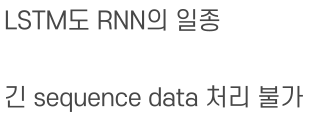 LSTM도 RNN의 일종
긴 sequence data 처리 불가